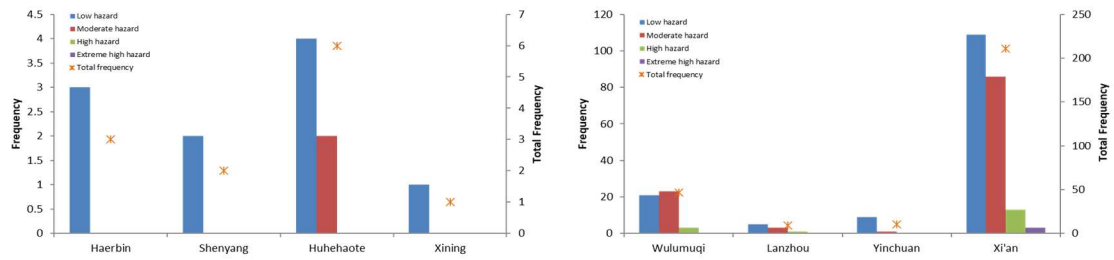 4.5
4
3.5
3
2.5
2
1.5
1
0.5
0
Frequency
Low hazard
Moderate hazard
High hazard
Extreme high hazard
Total frequency
7
6
5
4
3
2
1
0
Total Frequency
Haerbin Shenyang Huhehaote Xining
120
100
80
60
40
20
0
Frequency
Low hazard
Moderate hazard
High hazard
Extreme high hazard
Total frequency
250
200
150
100
50
0
Total Frequency
Wulumuqi Lanzhou Yinchuan Xi'an